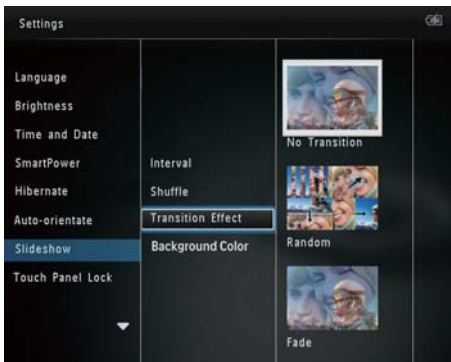 Settings
Language
Brightness
Time and Date
SmartPower
Hibernate
Auto-orientate
Slideshow
Touch Panel Lock
Interval
Shuffle
Transition Effect
Background Color
No Transition
Random
Fade